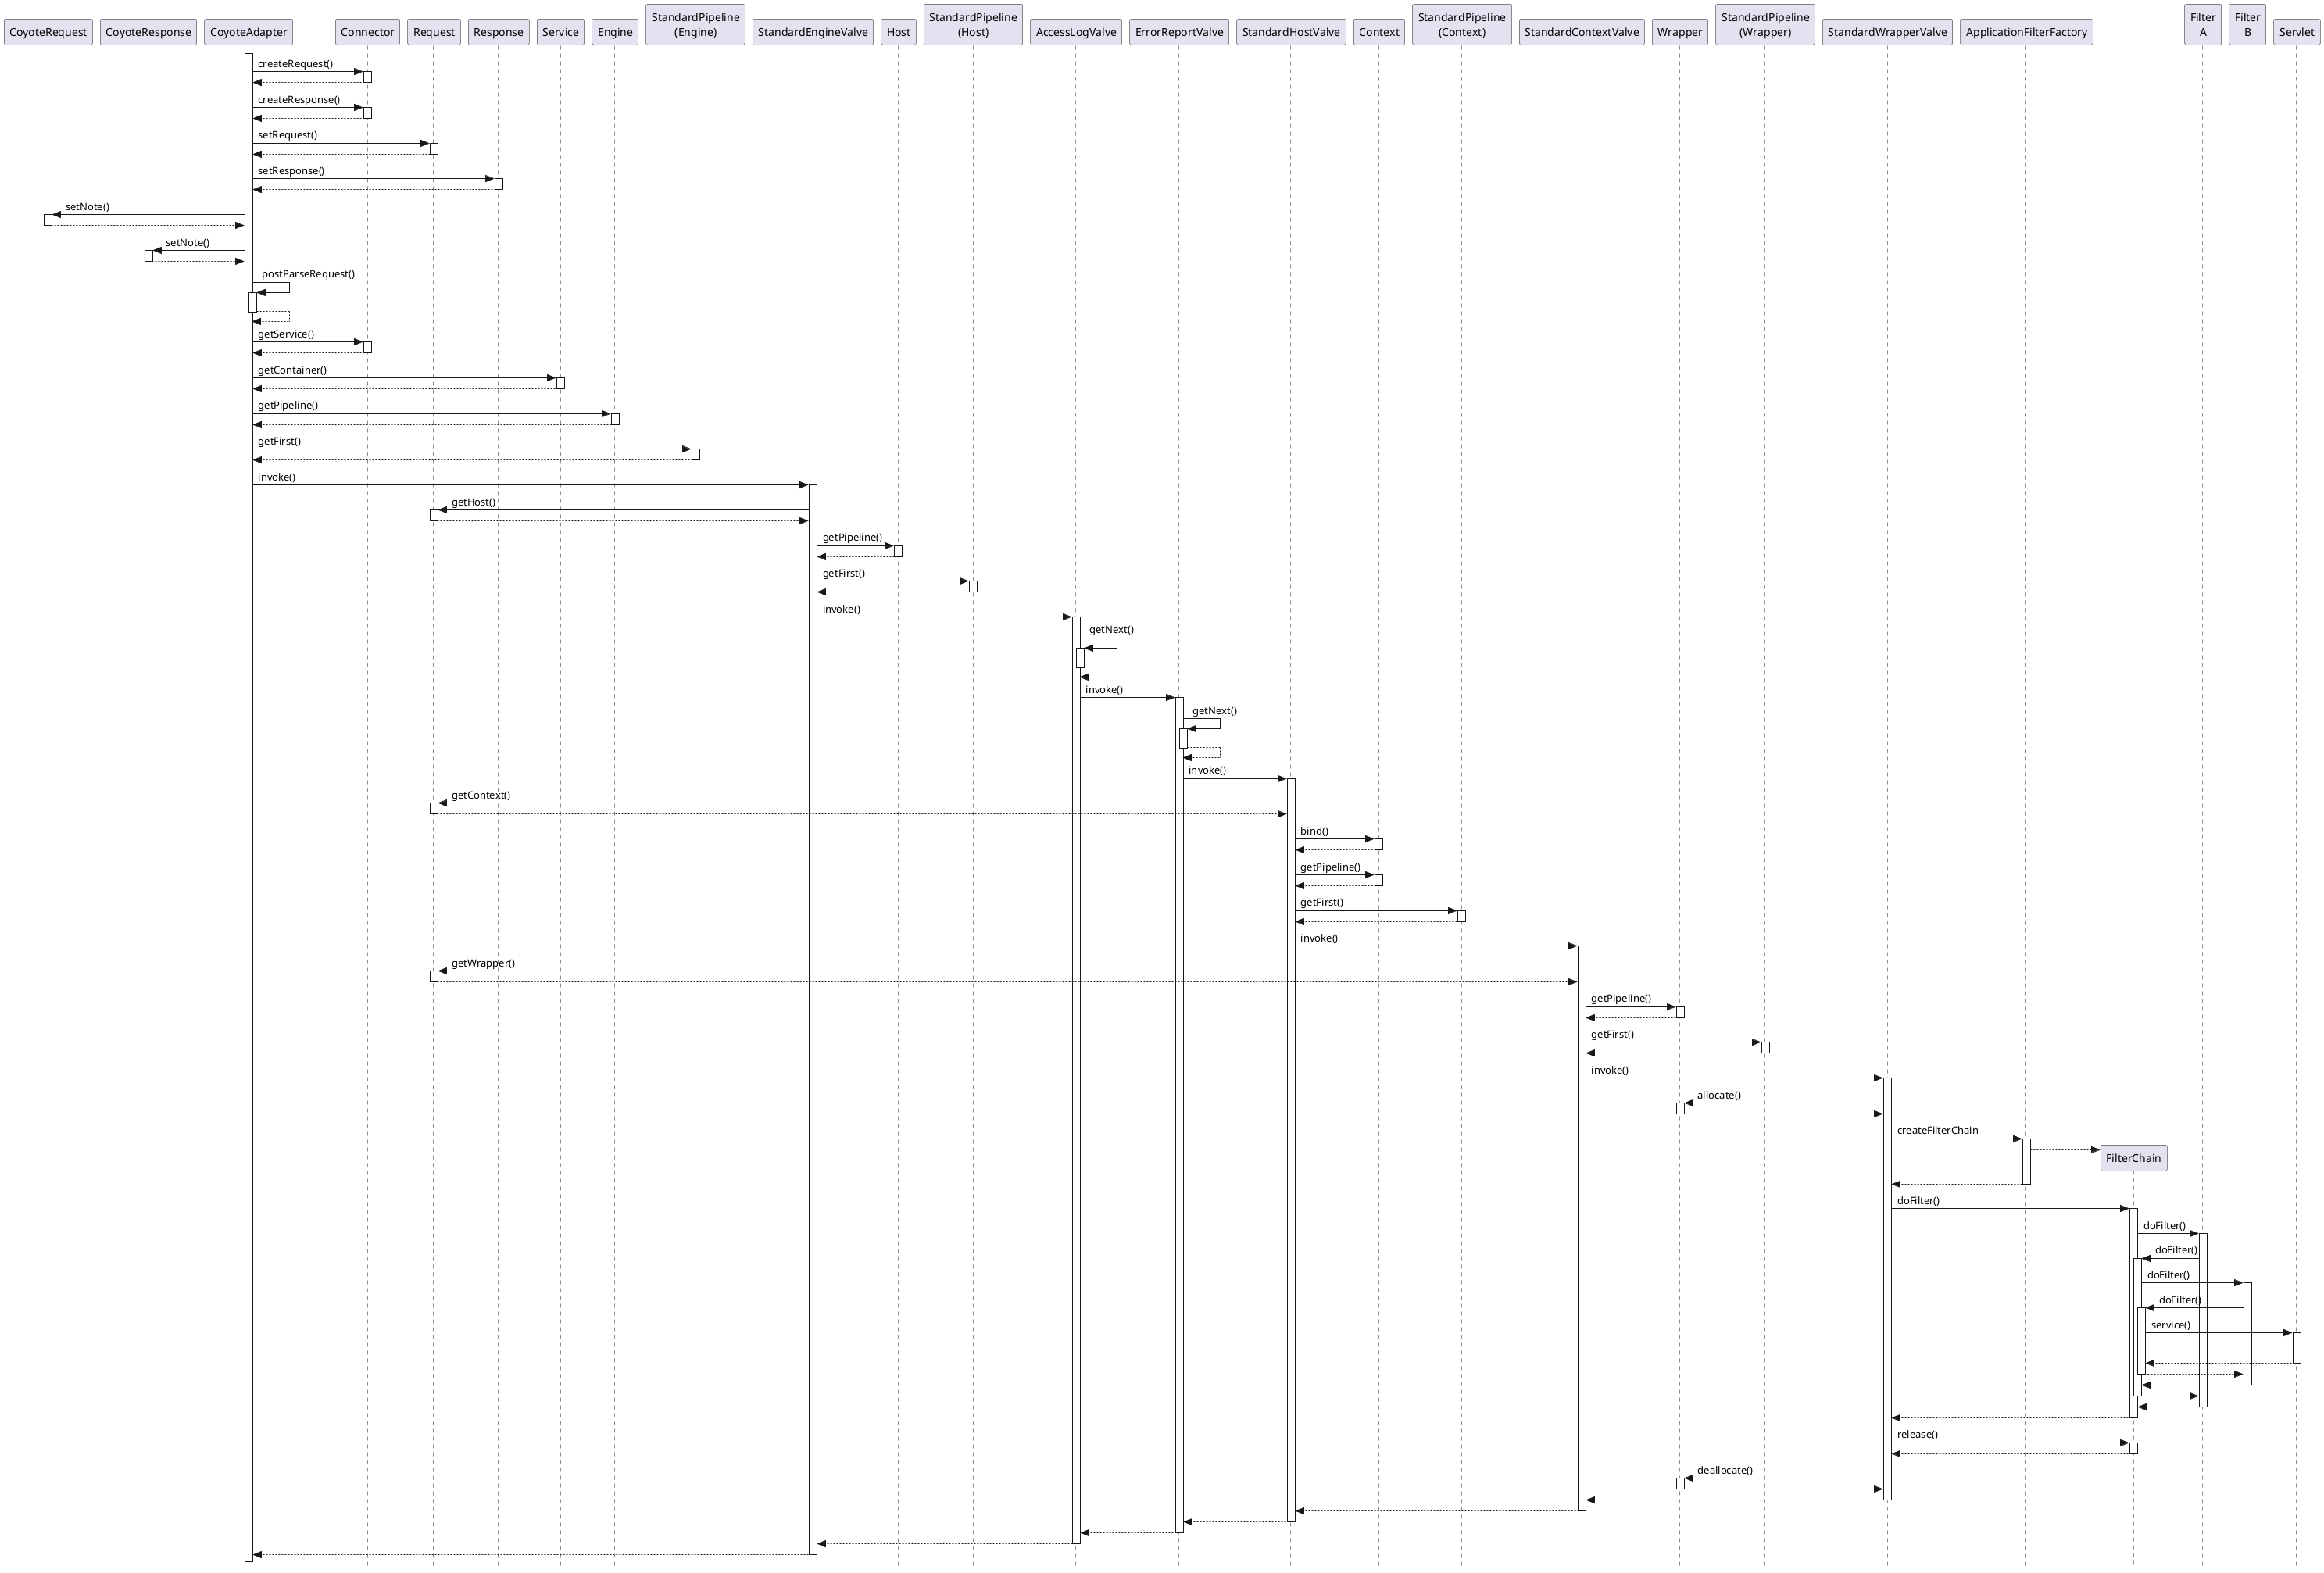 CoyoteRequest
CoyoteResponse
CoyoteAdapter
Connector
Request
Response
Service
Engine
StandardPipeline
(Engine)
StandardEngineValve
Host
StandardPipeline
(Host)
AccessLogValve
ErrorReportValve
StandardHostValve
Context
StandardPipeline
(Context)
StandardContextValve
Wrapper
StandardPipeline
(Wrapper)
StandardWrapperValve
ApplicationFilterFactory
Filter
A
Filter
B
Servlet
createRequest()
createResponse()
setRequest()
setResponse()
setNote()
setNote()
postParseRequest()
getService()
getContainer()
getPipeline()
getFirst()
invoke()
getHost()
getPipeline()
getFirst()
invoke()
getNext()
invoke()
getNext()
invoke()
getContext()
bind()
getPipeline()
getFirst()
invoke()
getWrapper()
getPipeline()
getFirst()
invoke()
allocate()
createFilterChain
FilterChain
doFilter()
doFilter()
doFilter()
doFilter()
doFilter()
service()
release()
deallocate()